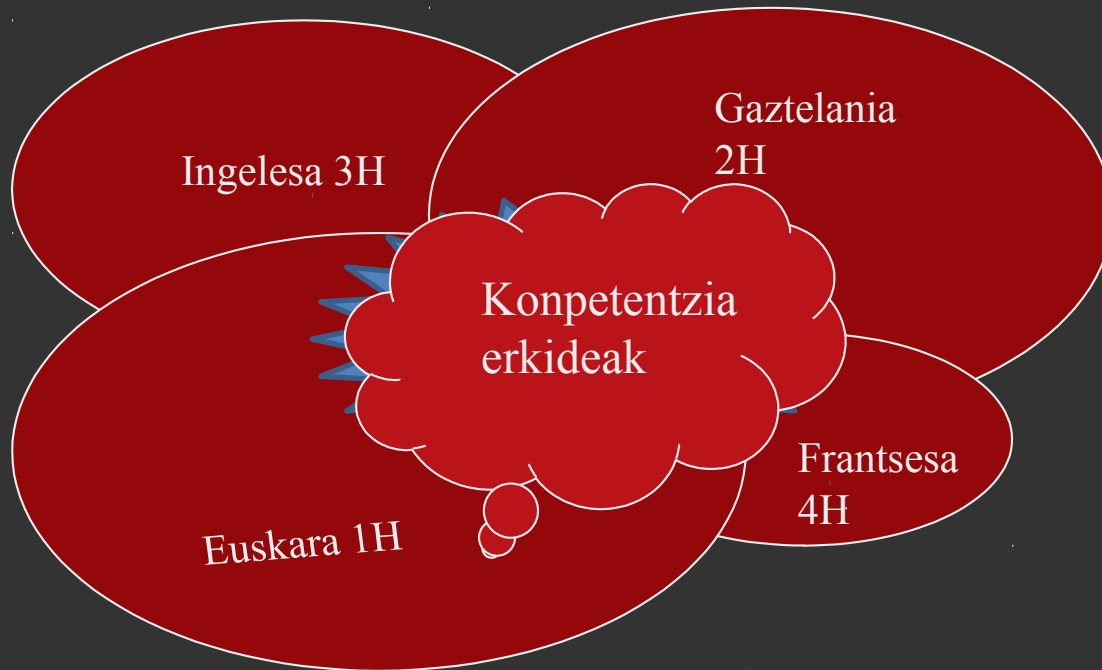 Ingelesa 3H
Gaztelania
2H
Konpetentzia
erkideak
Frantsesa
4H
Euskara 1H